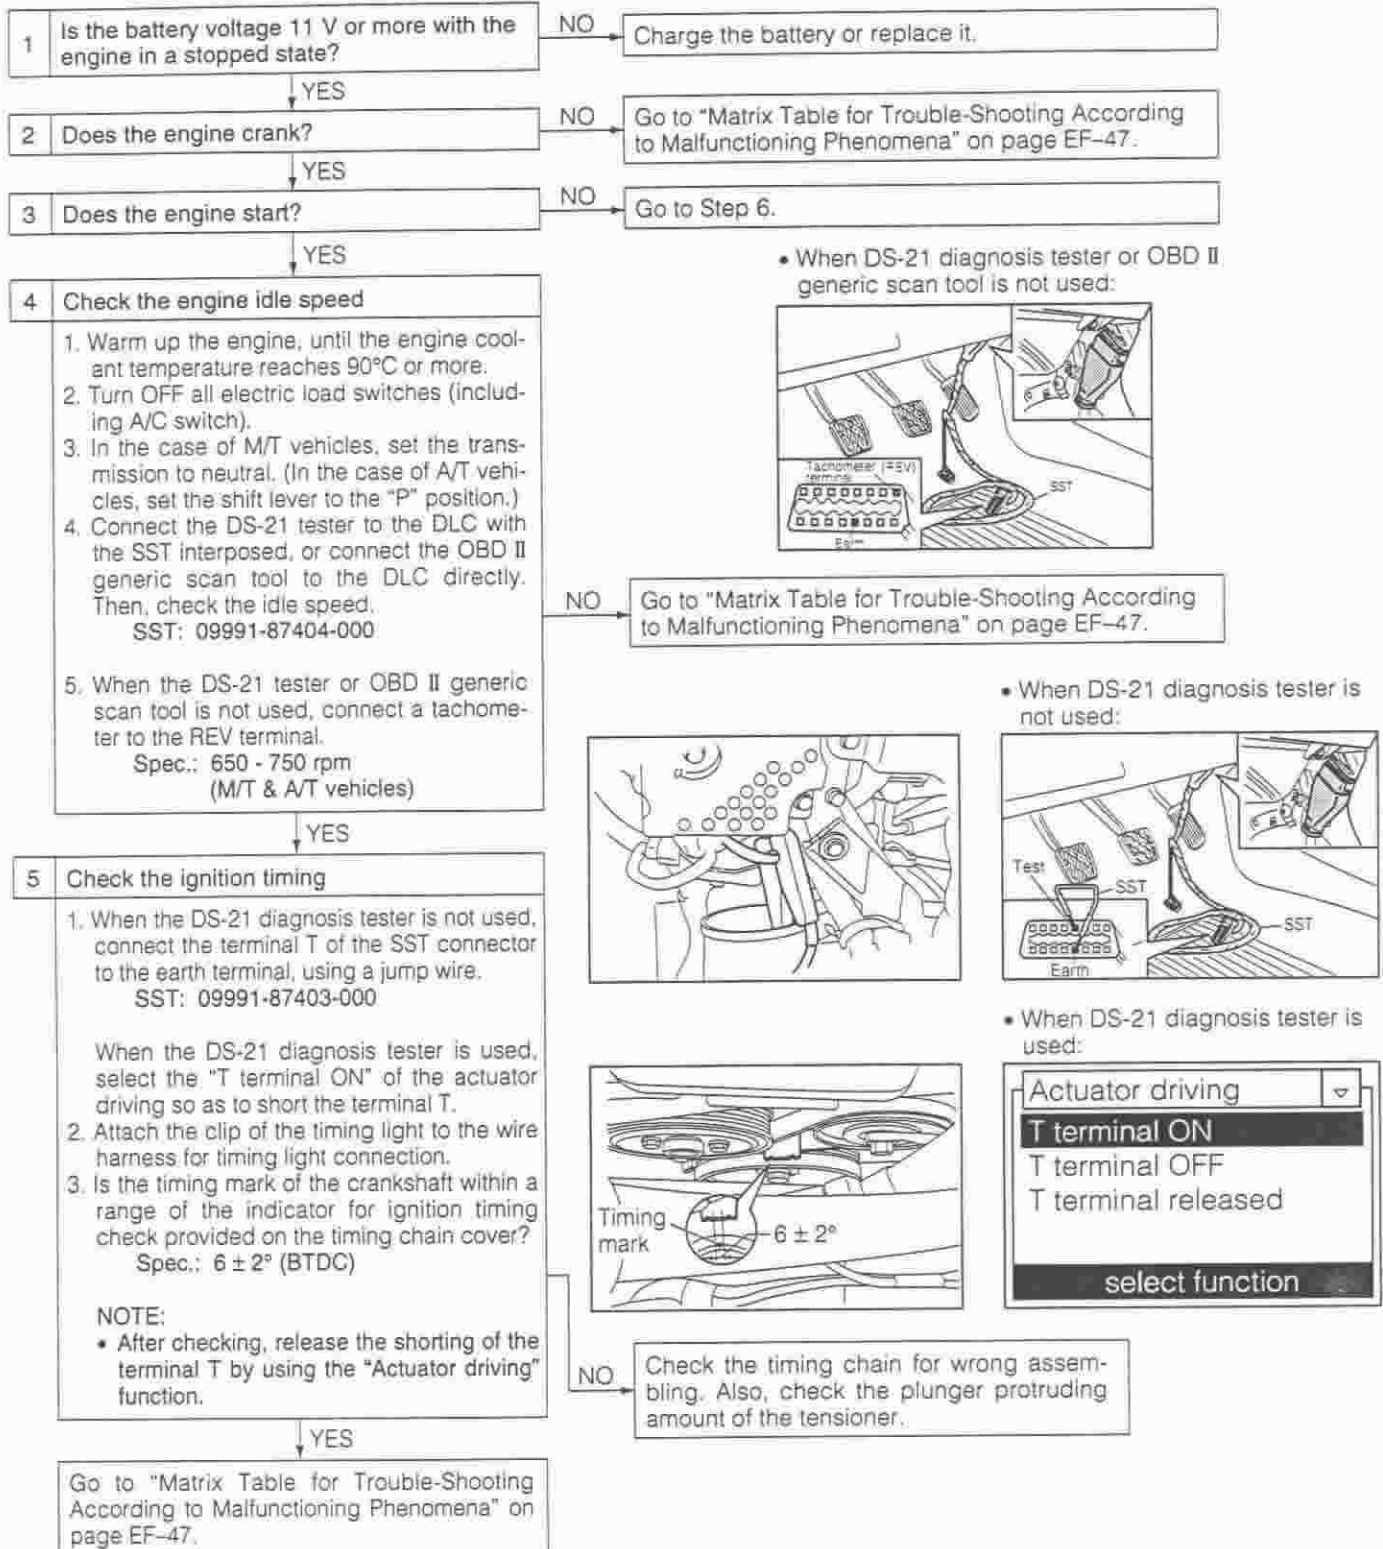 1
Is the battery voltage 11 V or more with the
engine in a stopped state?
NO
Charge the battery or replace it.
YES
2
Does the engine crank?
NO
Go to “Matrix Table for Trouble-Shooting According
to Malfunctioning Phenomena” on page EF–47.
YES
3
Does the engine start?
NO
Go to Step 6.
YES
4
Check the engine idle speed
1. Warm up the engine, until the engine cool-
ant temperature reaches 90°C or more.
2. Turn OFF all electric load switches (includ-
ing A/C switch).
3. In the case of M/T vehicles, set the trans-
mission to neutral. (In the case of A/T vehi-
cles, set the shift lever to the “P” position.)
4. Connect the DS-21 tester to the DLC with
the SST interposed, or connect the OBD II
generic scan tool to the DLC directly.
Then, check the idle speed.
SST: 09991-87404-000
5. When the DS-21 tester or OBD II generic
scan tool is not used, connect a tachome-
ter to the REV terminal.
Spec.: 650 - 750 rpm
(M/T & A/T vehicles)
• When DS-21 diagnosis tester or OBD II
generic scan tool is not used:
Tachometer (REV)
terminal
SST
NO
Go to “Matrix Table for Trouble-Shooting According
to Malfunctioning Phenomena” on page EF–47.
YES
5
Check the ignition timing
1. When the DS-21 diagnosis tester is not used,
connect the terminal T of the SST connector
to the earth terminal, using a jump wire.
SST: 09991-87403-000
When the DS-21 diagnosis tester is used,
select the “T terminal ON” of the actuator
driving so as to short the terminal T.
2. Attach the clip of the timing light to the wire
harness for timing light connection.
3. Is the timing mark of the crankshaft within a
range of the indicator for ignition timing
check provided on the timing chain cover?
Spec.: 6 ± 2° (BTDC)
NOTE:
• After checking, release the shorting of the
terminal T by using the “Actuator driving”
function.
• When DS-21 diagnosis tester is
not used:
Test
SST
SST
Earth
• When DS-21 diagnosis tester is
used:
Actuator driving
T terminal ON
T terminal OFF
T terminal released
select function
Timing
mark
6 ± 2°
NO
Check the timing chain for wrong assem-
bling. Also, check the plunger protruding
amount of the tensioner.
YES
Go to “Matrix Table for Trouble-Shooting
According to Malfunctioning Phenomena” on
page EF–47.